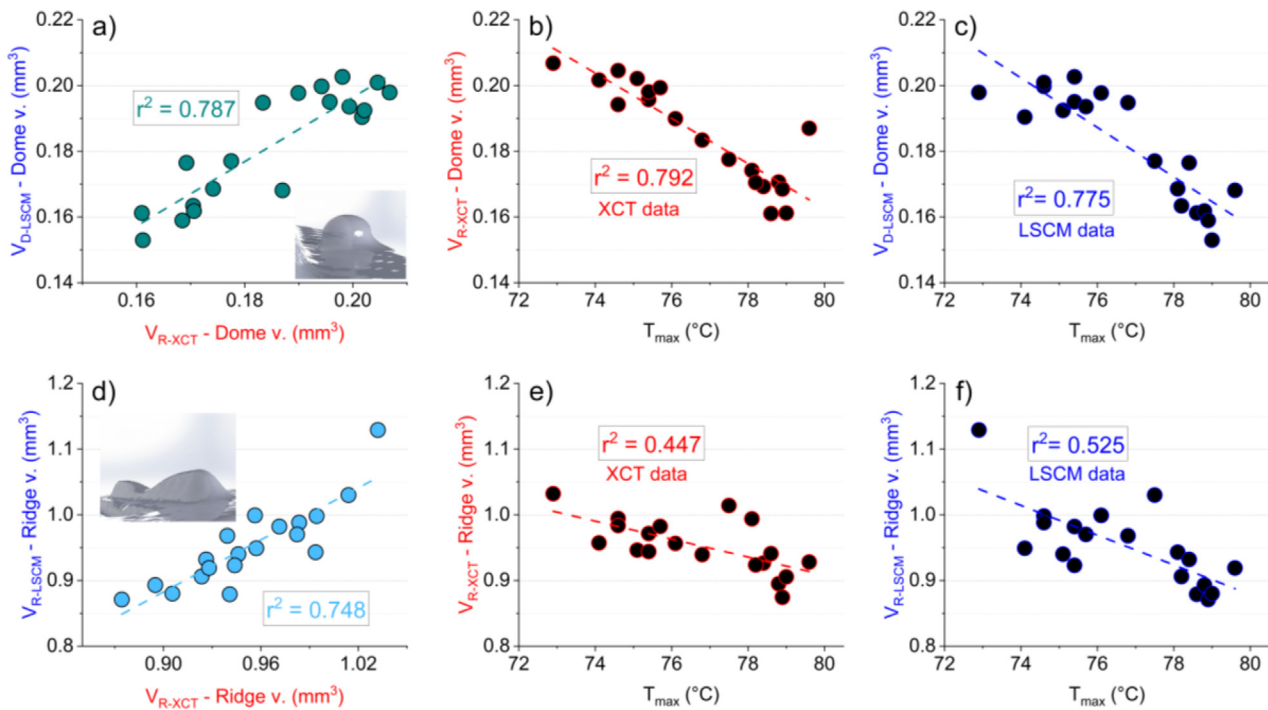 a)
V_D-LSCM - Dome v. (mm³)
0.22
0.20
0.18
0.16
0.14
r² = 0.787
0.16 0.18 0.20
V_R-XCT - Dome v. (mm³)
b)
V_R-XCT - Dome v. (mm³)
0.22
0.20
0.18
0.16
0.14
r² = 0.792
XCT data
72 74 76 78 80
T_max (°C)
c)
V_D-LSCM - Dome v. (mm³)
0.22
0.20
0.18
0.16
0.14
r² = 0.775
LSCM data
72 74 76 78 80
T_max (°C)
d)
V_R-LSCM - Ridge v. (mm³)
1.2
1.1
1.0
0.9
0.8
r² = 0.748
0.90 0.96 1.02
V_R-XCT - Ridge v. (mm³)
e)
V_R-XCT - Ridge v. (mm³)
1.2
1.1
1.0
0.9
0.8
r² = 0.447
XCT data
72 74 76 78 80
T_max (°C)
f)
V_R-LSCM - Ridge v. (mm³)
1.2
1.1
1.0
0.9
0.8
r²= 0.525
LSCM data
72 74 76 78 80
T_max (°C)